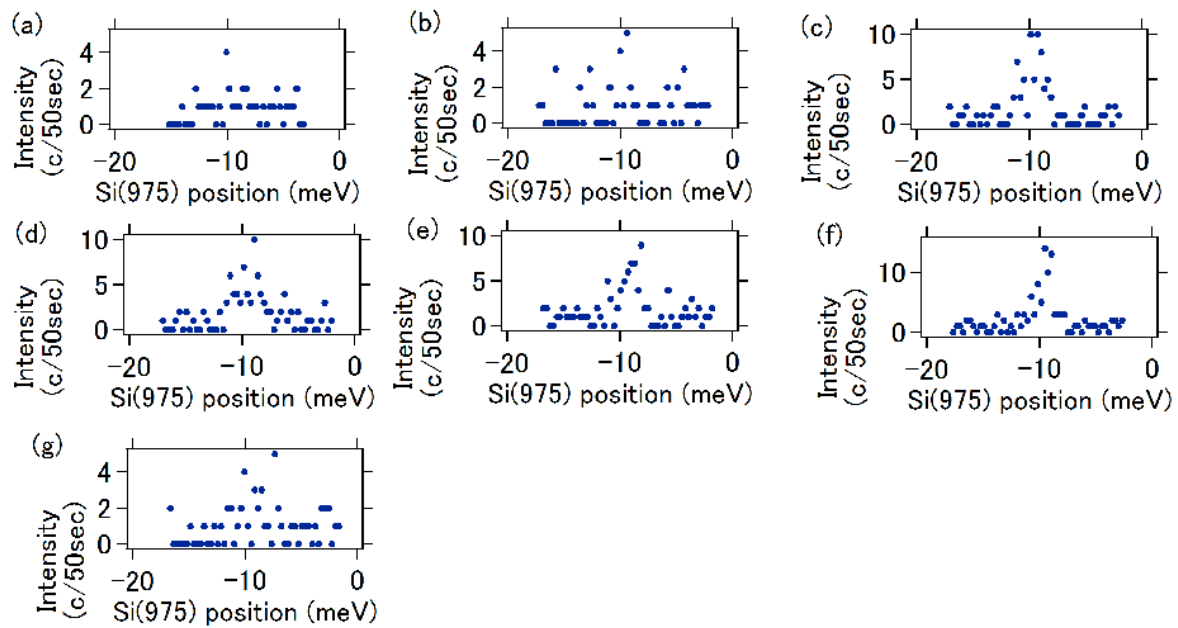 (a)
Intensity
(c/50sec)
4
2
0
−20 −10 0
Si(975) position (meV)
(b)
Intensity
(c/50sec)
4
2
0
−20 −10 0
Si(975) position (meV)
(c)
Intensity
(c/50sec)
10
5
0
−20 −10 0
Si(975) position (meV)
(d)
Intensity
(c/50sec)
10
5
0
−20 −10 0
Si(975) position (meV)
(e)
Intensity
(c/50sec)
10
5
0
−20 −10 0
Si(975) position (meV)
(f)
Intensity
(c/50sec)
10
0
−20 −10 0
Si(975) position (meV)
(g)
Intensity
(c/50sec)
4
2
0
−20 −10 0
Si(975) position (meV)